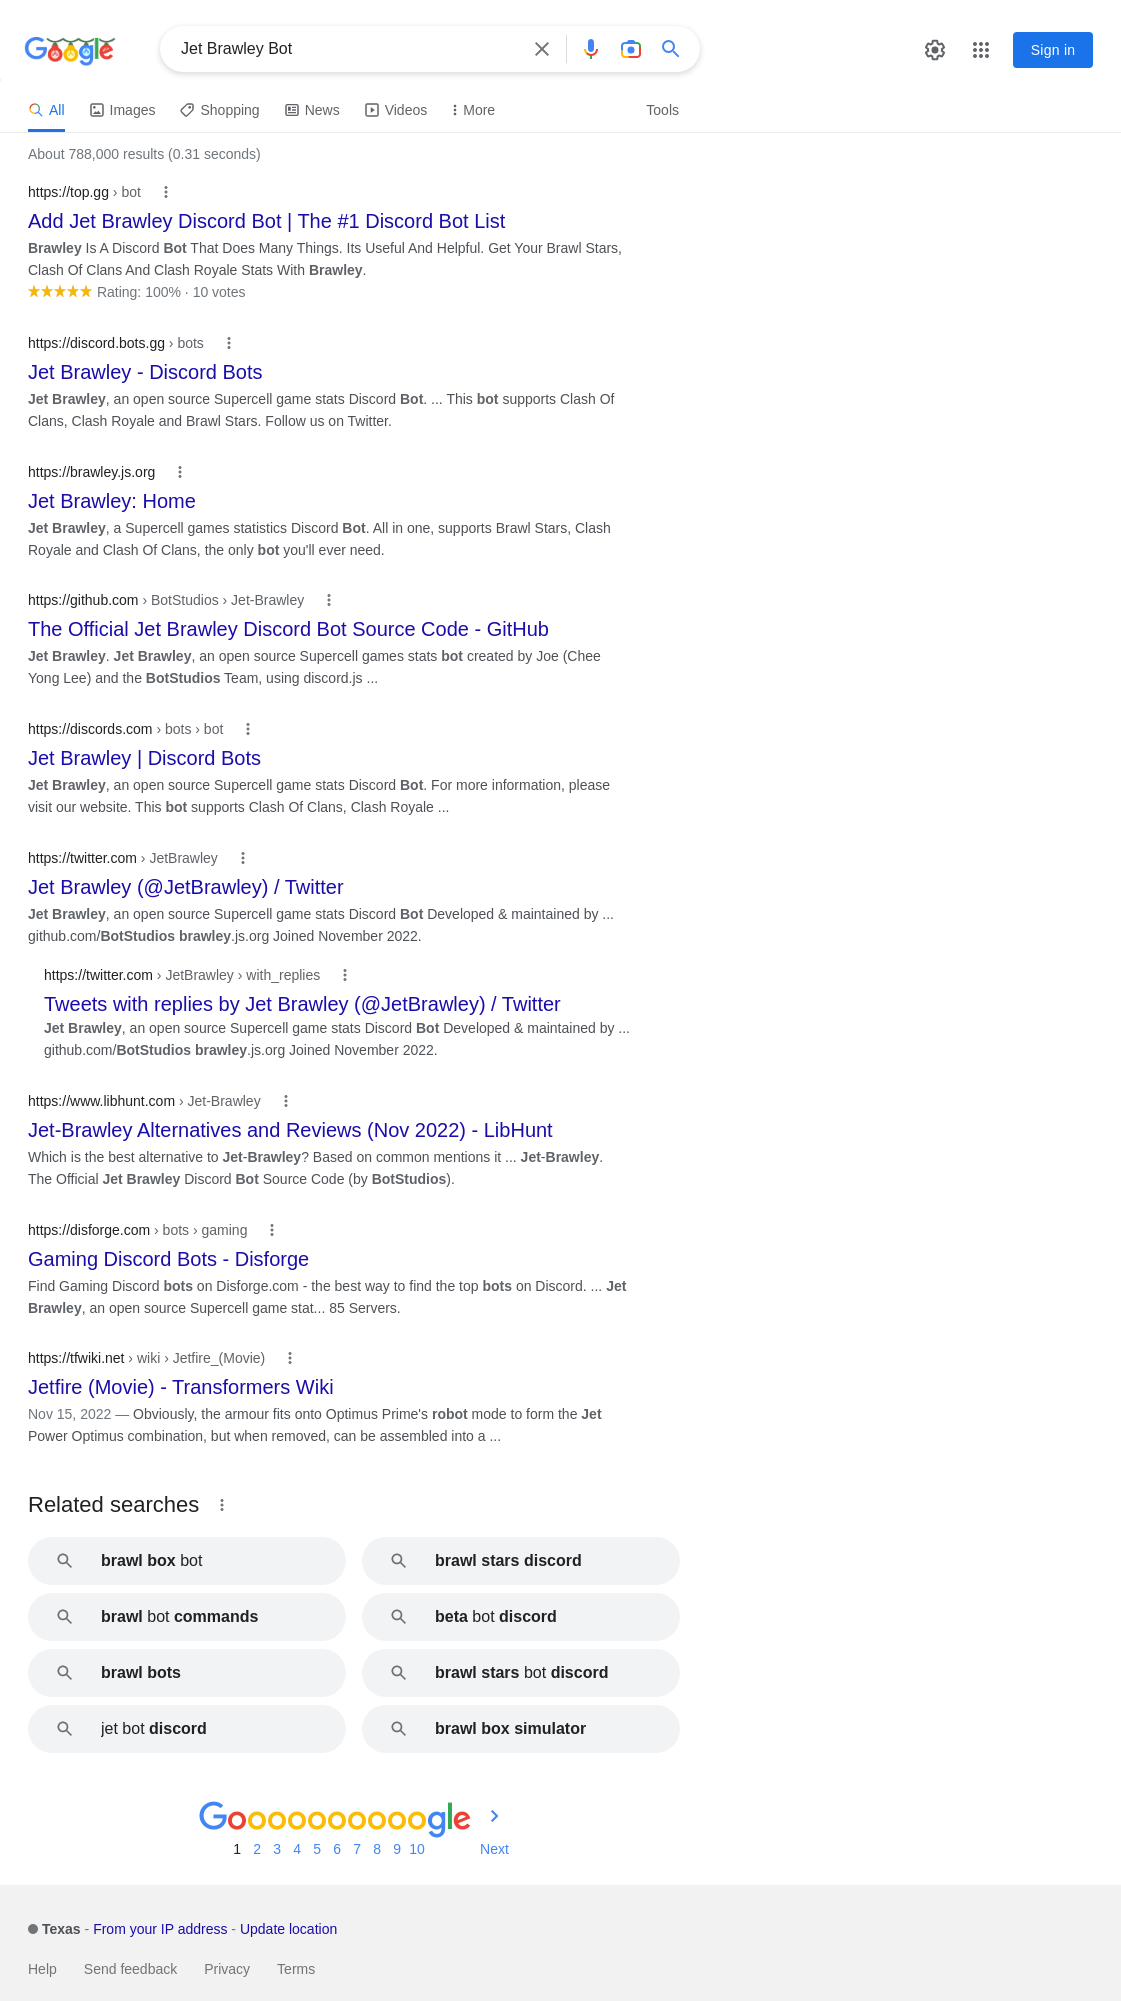 Google
Jet Brawley Bot
Sign in
All Images Shopping News Videos More Tools
About 788,000 results (0.31 seconds)
https://top.gg › bot
Add Jet Brawley Discord Bot | The #1 Discord Bot List
Brawley Is A Discord Bot That Does Many Things. Its Useful And Helpful. Get Your Brawl Stars,
Clash Of Clans And Clash Royale Stats With Brawley.
Rating: 100% · 10 votes
https://discord.bots.gg › bots
Jet Brawley - Discord Bots
Jet Brawley, an open source Supercell game stats Discord Bot. ... This bot supports Clash Of
Clans, Clash Royale and Brawl Stars. Follow us on Twitter.
https://brawley.js.org
Jet Brawley: Home
Jet Brawley, a Supercell games statistics Discord Bot. All in one, supports Brawl Stars, Clash
Royale and Clash Of Clans, the only bot you'll ever need.
https://github.com › BotStudios › Jet-Brawley
The Official Jet Brawley Discord Bot Source Code - GitHub
Jet Brawley. Jet Brawley, an open source Supercell games stats bot created by Joe (Chee
Yong Lee) and the BotStudios Team, using discord.js ...
https://discords.com › bots › bot
Jet Brawley | Discord Bots
Jet Brawley, an open source Supercell game stats Discord Bot. For more information, please
visit our website. This bot supports Clash Of Clans, Clash Royale ...
https://twitter.com › JetBrawley
Jet Brawley (@JetBrawley) / Twitter
Jet Brawley, an open source Supercell game stats Discord Bot Developed & maintained by ...
github.com/BotStudios brawley.js.org Joined November 2022.
https://twitter.com › JetBrawley › with_replies
Tweets with replies by Jet Brawley (@JetBrawley) / Twitter
Jet Brawley, an open source Supercell game stats Discord Bot Developed & maintained by ...
github.com/BotStudios brawley.js.org Joined November 2022.
https://www.libhunt.com › Jet-Brawley
Jet-Brawley Alternatives and Reviews (Nov 2022) - LibHunt
Which is the best alternative to Jet-Brawley? Based on common mentions it ... Jet-Brawley.
The Official Jet Brawley Discord Bot Source Code (by BotStudios).
https://disforge.com › bots › gaming
Gaming Discord Bots - Disforge
Find Gaming Discord bots on Disforge.com - the best way to find the top bots on Discord. ... Jet
Brawley, an open source Supercell game stat... 85 Servers.
https://tfwiki.net › wiki › Jetfire_(Movie)
Jetfire (Movie) - Transformers Wiki
Nov 15, 2022 — Obviously, the armour fits onto Optimus Prime's robot mode to form the Jet
Power Optimus combination, but when removed, can be assembled into a ...
Related searches
brawl box bot
brawl stars discord
brawl bot commands
beta bot discord
brawl bots
brawl stars bot discord
jet bot discord
brawl box simulator
Goooooooooogle
1 2 3 4 5 6 7 8 9 10 Next
Texas - From your IP address - Update location
Help Send feedback Privacy Terms